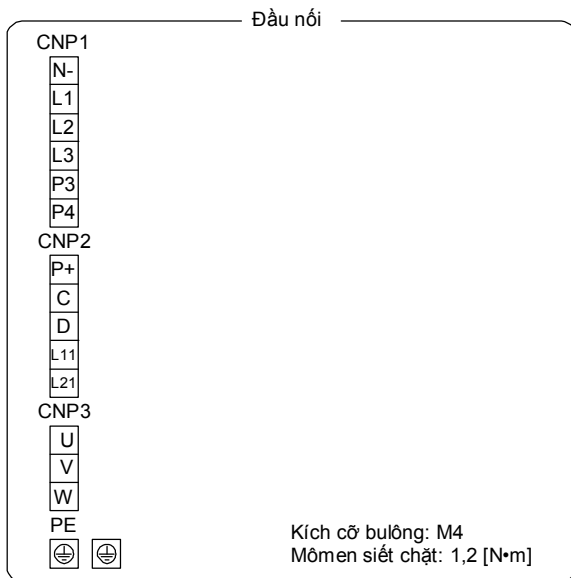 Đầu nối
CNP1
N-
L1
L2
L3
P3
P4
CNP2
P+
C
D
L11
L21
CNP3
U
V
W
PE
Kích cỡ bulông: M4
Mômen siết chặt: 1,2 [N•m]